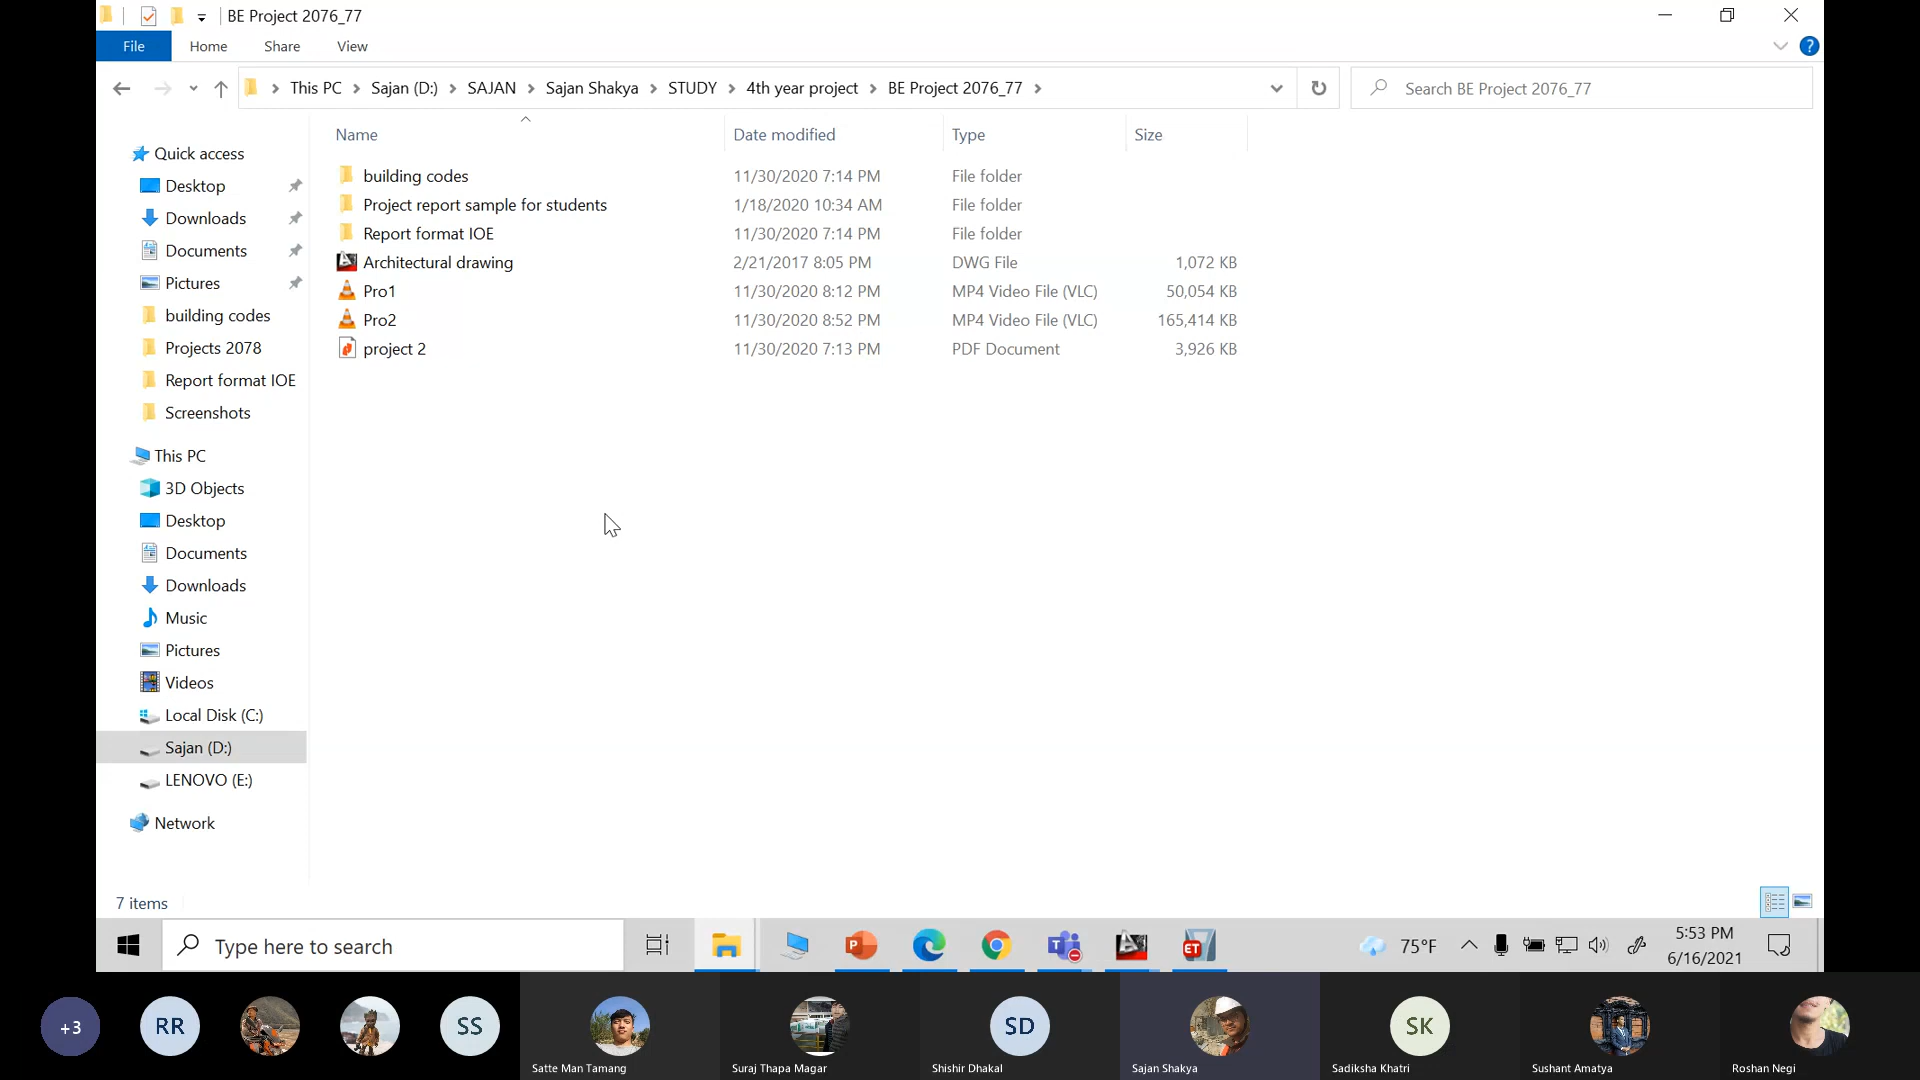 BE Project 2076_77
File
Home
Share
View
?
This PC
Sajan (D:)
SAJAN
Sajan Shakya
STUDY
4th year project
BE Project 2076_77
Search BE Project 2076_77
Name
Date modified
Type
Size
Quick access
Desktop
Downloads
Documents
Pictures
building codes
Projects 2078
Report format IOE
Screenshots
This PC
3D Objects
Desktop
Documents
Downloads
Music
Pictures
Videos
Local Disk (C:)
Sajan (D:)
LENOVO (E:)
Network
building codes 11/30/2020 7:14 PM File folder
Project report sample for students 1/18/2020 10:34 AM File folder
Report format IOE 11/30/2020 7:14 PM File folder
Architectural drawing 2/21/2017 8:05 PM DWG File 1,072 KB
Pro1 11/30/2020 8:12 PM MP4 Video File (VLC) 50,054 KB
Pro2 11/30/2020 8:52 PM MP4 Video File (VLC) 165,414 KB
project 2 11/30/2020 7:13 PM PDF Document 3,926 KB
7 items
Type here to search
P
T
ET
75°F
5:53 PM
6/16/2021
+3
RR
SS
SD
SK
Satte Man Tamang
Suraj Thapa Magar
Shishir Dhakal
Sajan Shakya
Sadiksha Khatri
Sushant Amatya
Roshan Negi